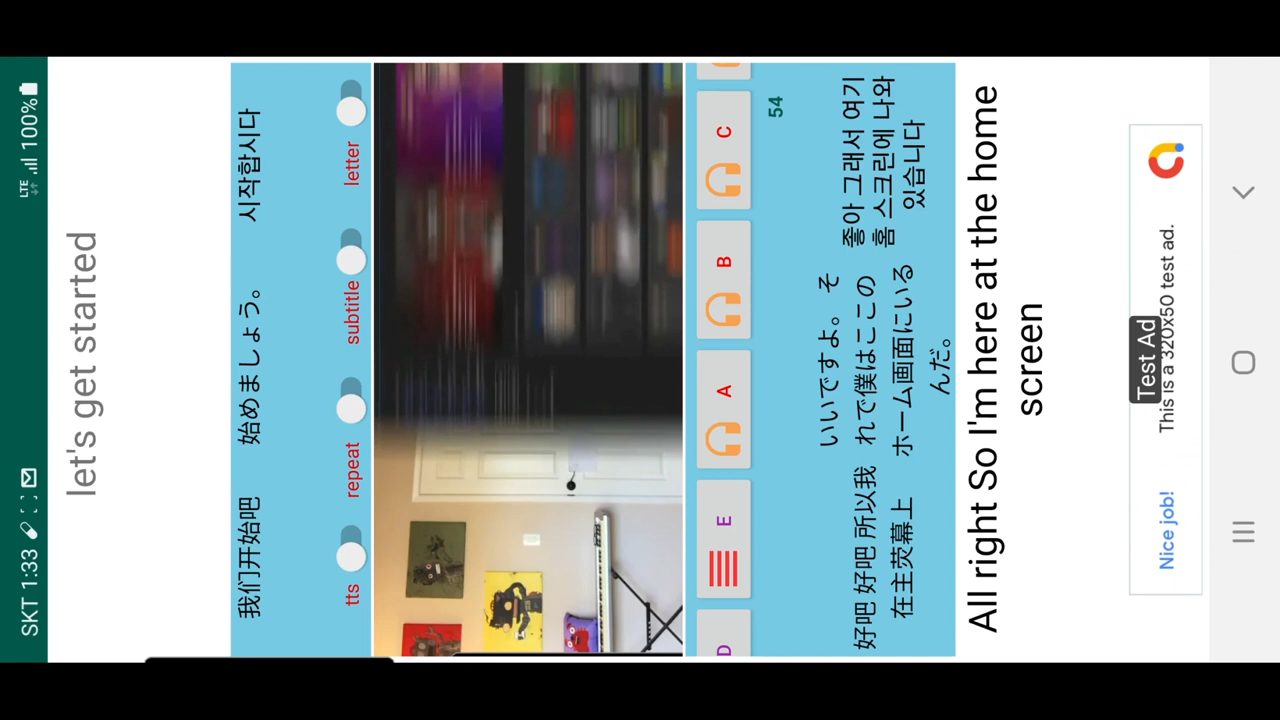 SKT 1:33
LTE 100%
let's get started
我们开始吧
始めましょう。
시작합시다
tts
repeat
subtitle
letter
D
E
A
B
C
54
好吧 好吧 所以我
在主荧幕上
いいですよ。そ
れで僕はここの
ホーム画面にいる
んだ。
좋아 그래서 여기
홈 스크린에 나와
있습니다
All right So I'm here at the home
screen
Test Ad
Nice job!
This is a 320x50 test ad.